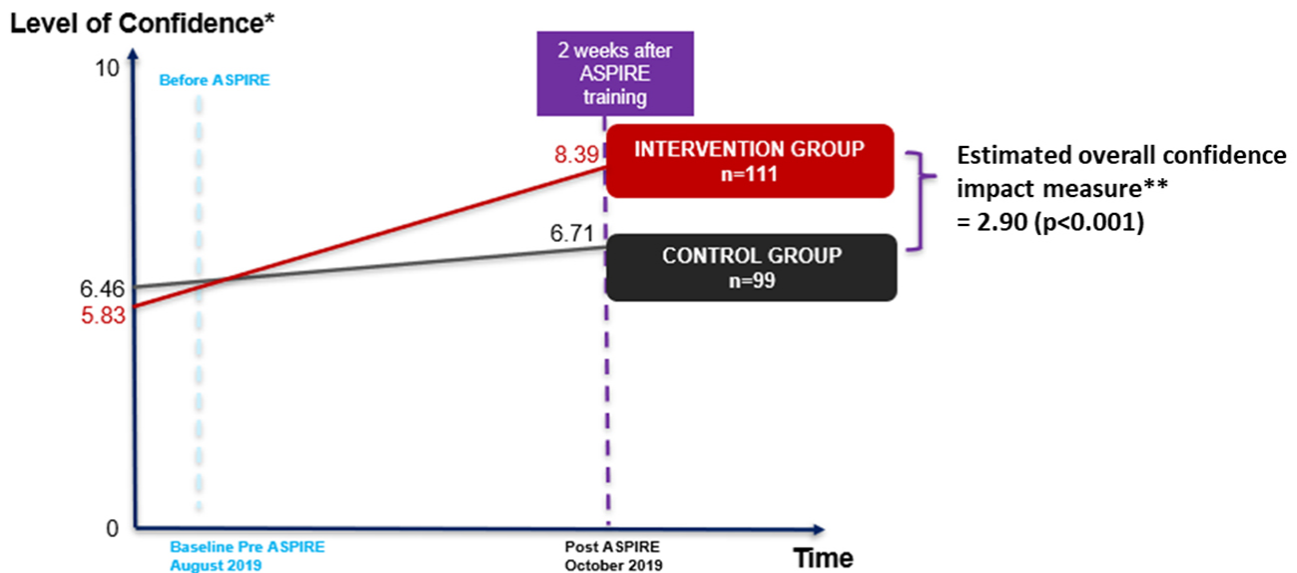 Level of Confidence*
10
Before ASPIRE
2 weeks after
ASPIRE
training
8.39
INTERVENTION GROUP
n=111
Estimated overall confidence
impact measure**
= 2.90 (p<0.001)
6.71
CONTROL GROUP
n=99
6.46
5.83
0
Baseline Pre ASPIRE
August 2019
Post ASPIRE
October 2019
Time